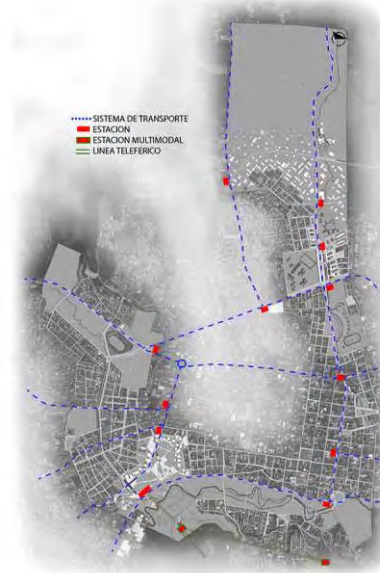 SISTEMA DE TRANSPORTE
ESTACION
ESTACION MULTIMODAL
LINEA TELEFERICO